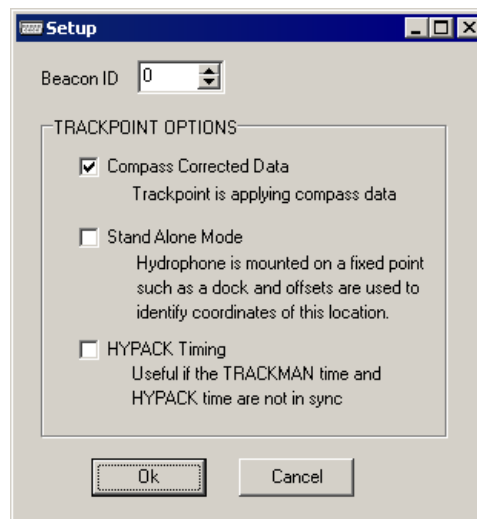 Setup
Beacon ID 0
TRACKPOINT OPTIONS
Compass Corrected Data
Trackpoint is applying compass data
Stand Alone Mode
Hydrophone is mounted on a fixed point
such as a dock and offsets are used to
identify coordinates of this location.
HYPACK Timing
Useful if the TRACKMAN time and
HYPACK time are not in sync
Ok Cancel